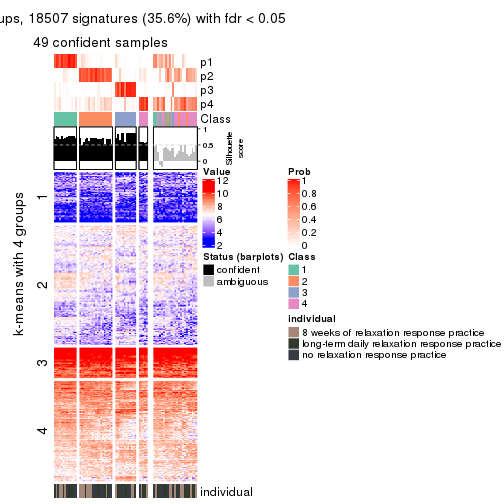 ups, 18507 signatures (35.6%) with fdr < 0.05
49 confident samples
p1
p2
p3
p4
Class
1
0.5
0
Silhouette
score
k-means with 4 groups
1
2
3
4
individual
Value
12
10
8
6
4
2
Prob
1
0.8
0.6
0.4
0.2
0
Status (barplots)
confident
ambiguous
Class
1
2
3
4
individual
8 weeks of relaxation response practice
long-term daily relaxation response practice
no relaxation response practice